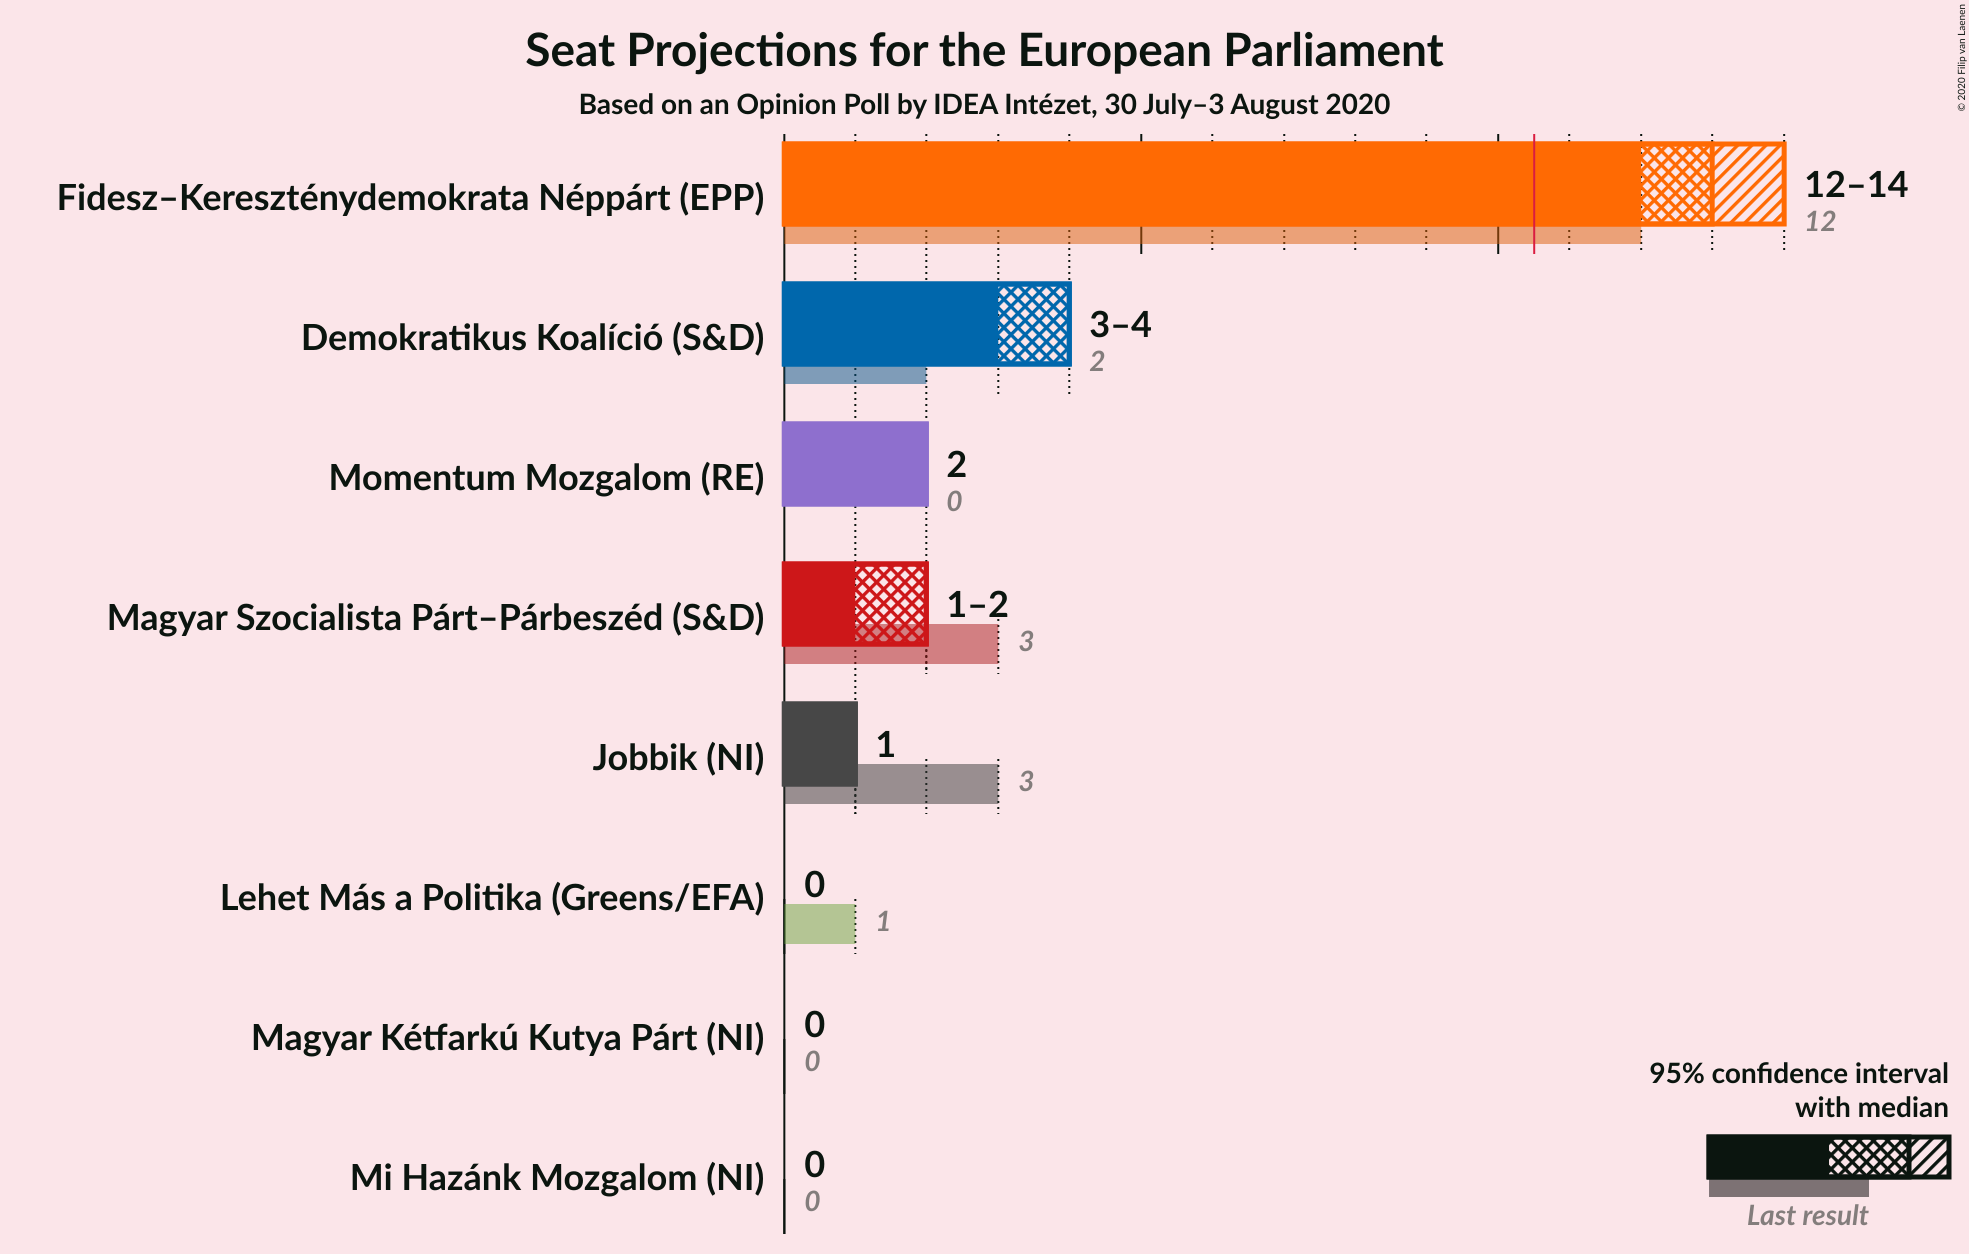 Seat Projections for the European Parliament
Based on an Opinion Poll by IDEA Intézet, 30 July–3 August 2020
© 2020 Filip van Laenen
Fidesz–Kereszténydemokrata Néppárt (EPP)
12–14
12
Demokratikus Koalíció (S&D)
3–4
2
Momentum Mozgalom (RE)
2
0
Magyar Szocialista Párt–Párbeszéd (S&D)
1–2
3
Jobbik (NI)
1
3
Lehet Más a Politika (Greens/EFA)
0
1
Magyar Kétfarkú Kutya Párt (NI)
0
0
Mi Hazánk Mozgalom (NI)
0
0
95% confidence interval
with median
Last result